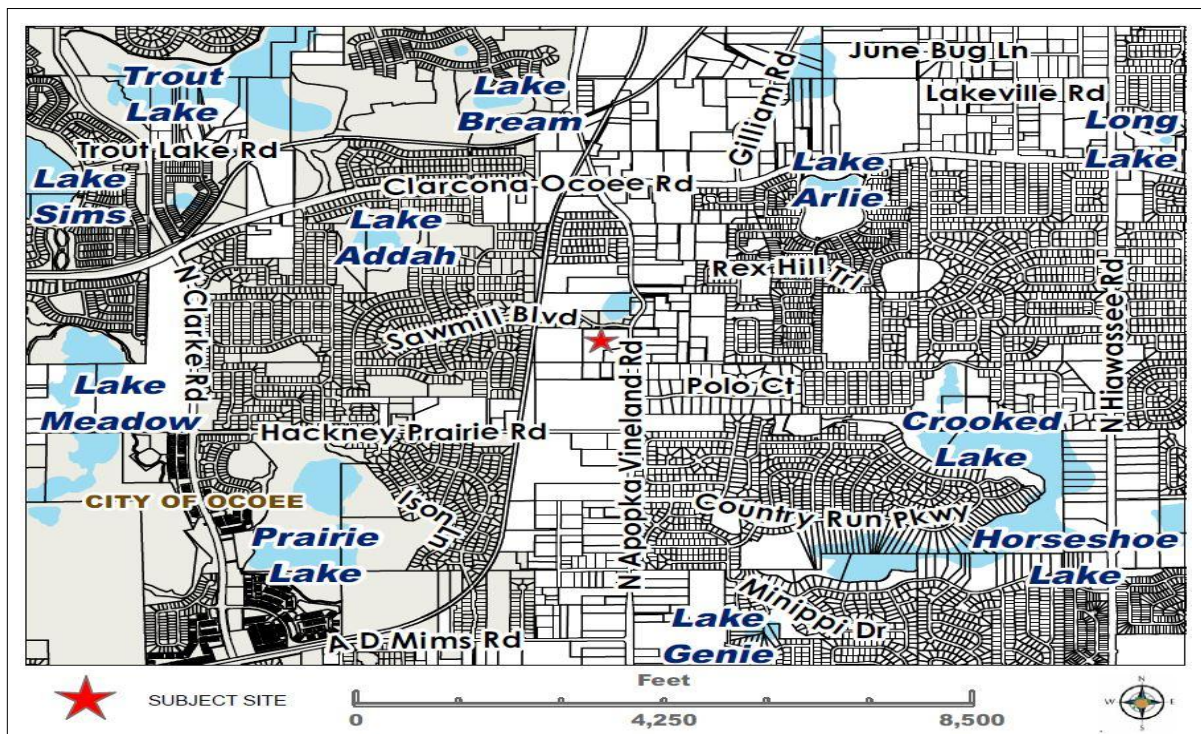 June Bug Ln
Trout
Lake
Lake
Bream
Gilliam Rd
Lakeville Rd
Long
Lake
Trout Lake Rd
Lake
Sims
Clarcona-Ocoee Rd
Lake
Arlie
Lake
Addah
N Clarke Rd
Rex Hill Trl
N Hiawassee Rd
Sawmill Blvd
N Apopka-Vineland Rd
Polo Ct
Lake
Meadow
Hackney Prairie Rd
Crooked
Lake
CITY OF OCOEE
Ison Ln
Country Run Pkwy
Prairie
Lake
Horseshoe
Lake
Minippi Dr
Lake
Genie
A D Mims Rd
SUBJECT SITE
Feet
0
4,250
8,500
N
W
E
S